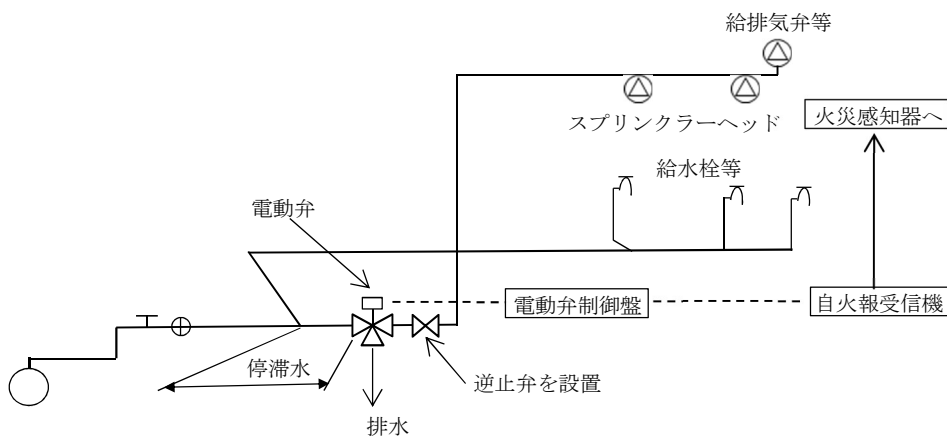 給排気弁等
スプリンクラーヘッド
火災感知器へ
給水栓等
電動弁
電動弁制御盤
自火報受信機
停滞水
逆止弁を設置
排水